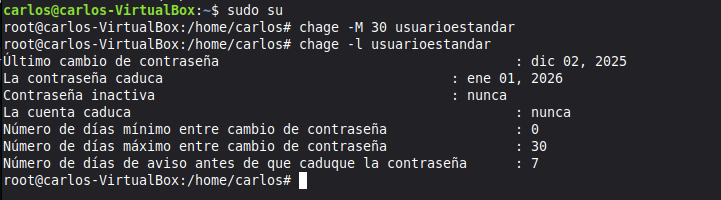 carlos@carlos-VirtualBox:~$ sudo su
root@carlos-VirtualBox:/home/carlos# chage -M 30 usuarioestandar
root@carlos-VirtualBox:/home/carlos# chage -l usuarioestandar
Último cambio de contraseña : dic 02, 2025
La contraseña caduca : ene 01, 2026
Contraseña inactiva : nunca
La cuenta caduca : nunca
Número de días mínimo entre cambio de contraseña : 0
Número de días máximo entre cambio de contraseña : 30
Número de días de aviso antes de que caduque la contraseña : 7
root@carlos-VirtualBox:/home/carlos#